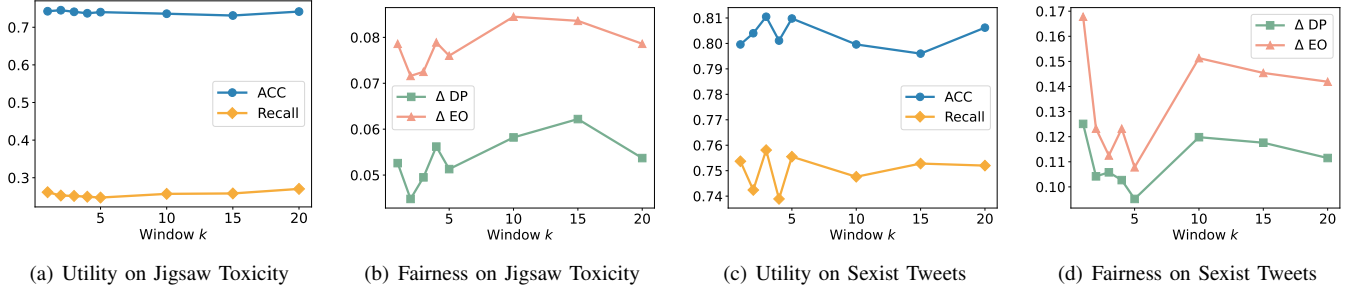 0.7
0.6
0.5
0.4
0.3
ACC
Recall
5
10
15
20
Window k
(a) Utility on Jigsaw Toxicity
0.08
0.07
0.06
0.05
Δ DP
Δ EO
5
10
15
20
Window k
(b) Fairness on Jigsaw Toxicity
0.81
0.80
0.79
0.78
0.77
0.76
0.75
0.74
ACC
Recall
5
10
15
20
Window k
(c) Utility on Sexist Tweets
0.17
0.16
0.15
0.14
0.13
0.12
0.11
0.10
Δ DP
Δ EO
5
10
15
20
Window k
(d) Fairness on Sexist Tweets